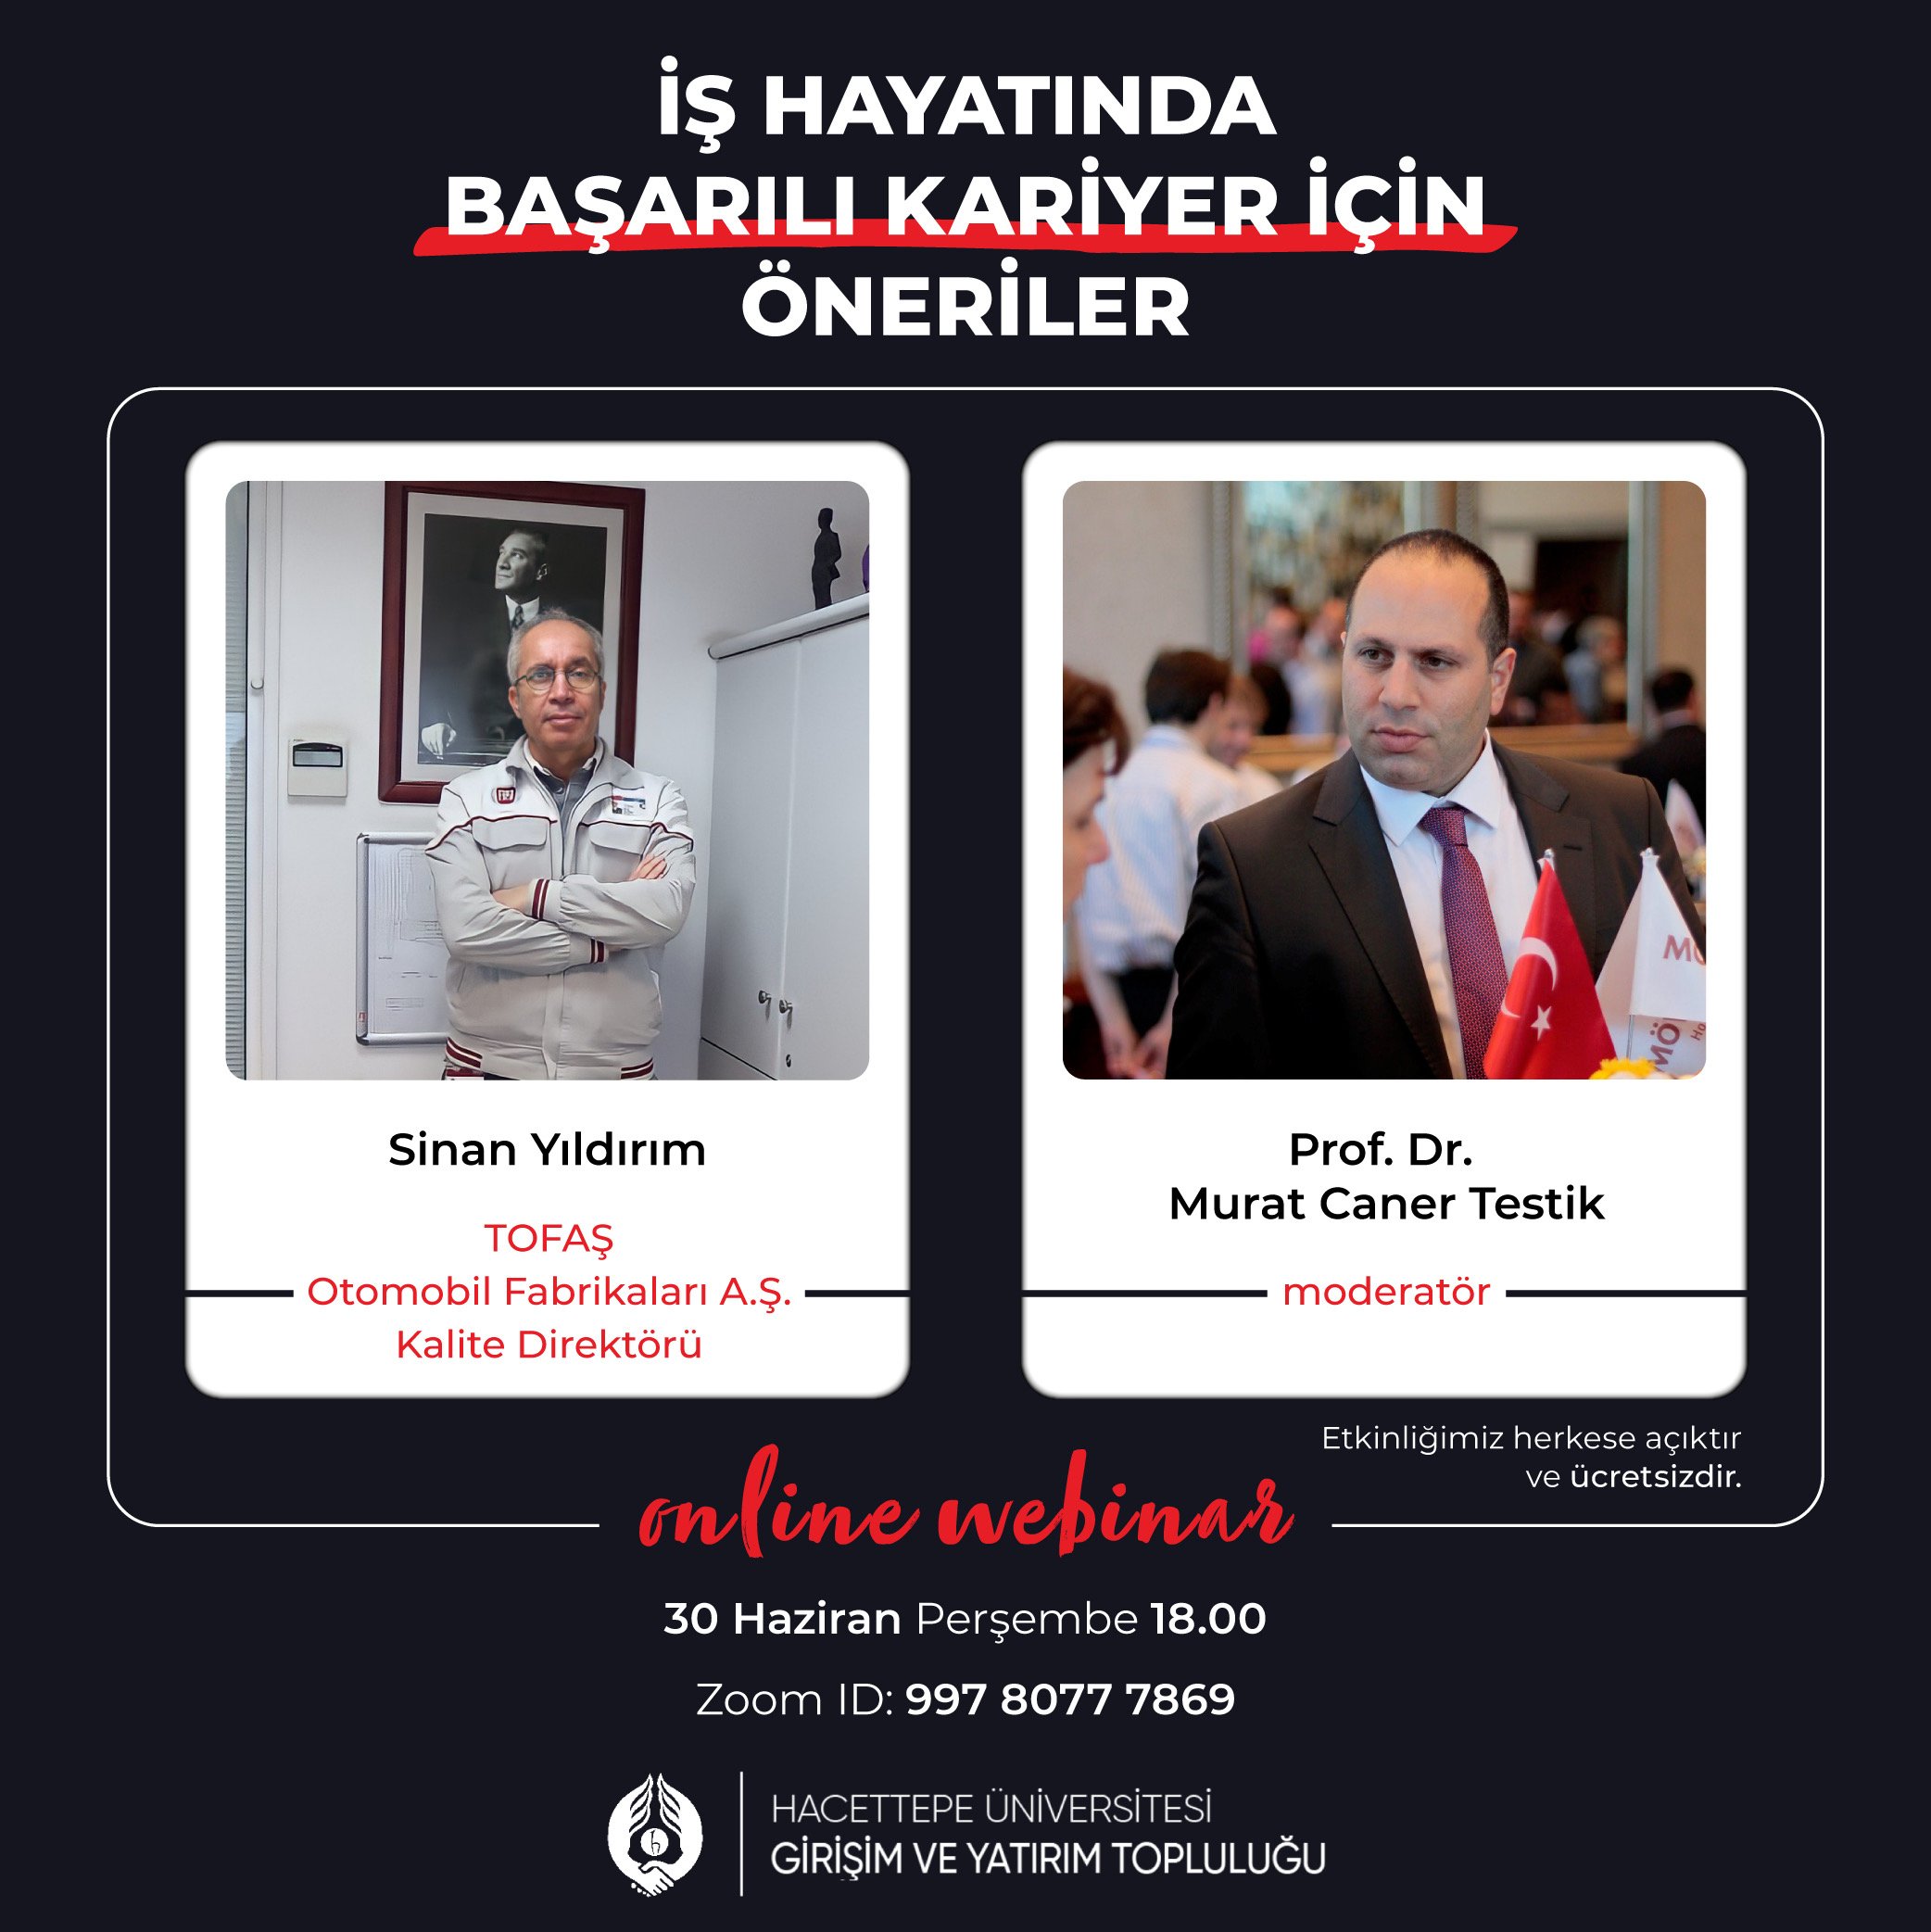 İŞ HAYATINDA
BAŞARILI KARİYER İÇİN
ÖNERİLER
Sinan Yıldırım
TOFAŞ
Otomobil Fabrikaları A.Ş.
Kalite Direktörü
Prof. Dr.
Murat Caner Testik
moderatör
Etkinliğimiz herkese açıktır
ve ücretsizdir.
online webinar
30 Haziran Perşembe 18.00
Zoom ID: 997 8077 7869
HACETTEPE ÜNİVERSİTESİ
GİRİŞİM VE YATIRIM TOPLULUĞU